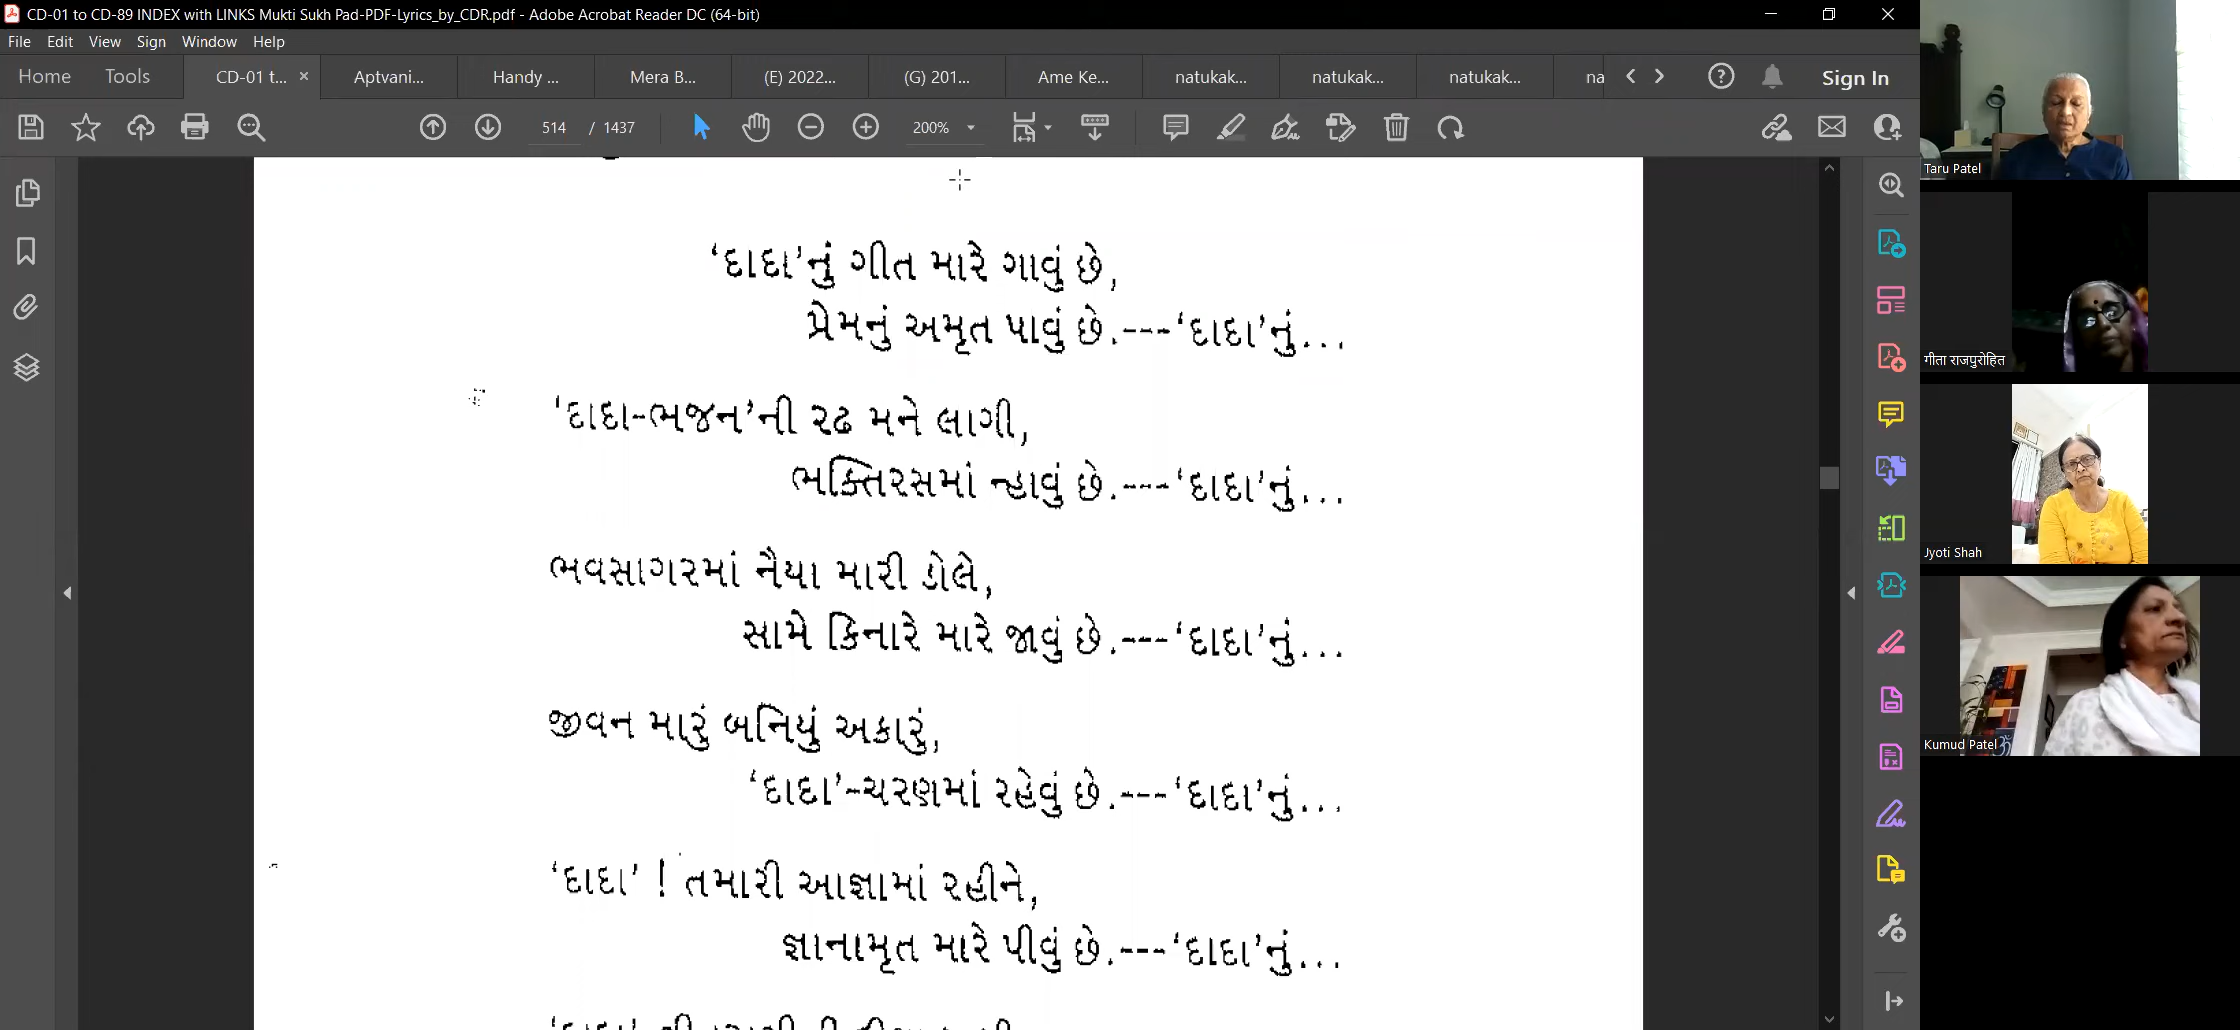 CD-01 to CD-89 INDEX with LINKS Mukti Sukh Pad-PDF-Lyrics_by_CDR.pdf - Adobe Acrobat Reader DC (64-bit)
File Edit View Sign Window Help
Home Tools CD-01 t... × Aptvani... Handy ... Mera B... (E) 2022... (G) 201... Ame Ke... natukak... natukak... natukak... na Sign In
514 / 1437 200%
‘દાદા’નું ગીત મારે ગાવું છે,
પ્રેમનું અમૃત પાવું છે.---‘દાદા’નું...
‘દાદા-ભજન’ની રઢ મને લાગી,
ભક્તિરસમાં ન્હાવું છે.---‘દાદા’નું...
ભવસાગરમાં નૈયા મારી ડોલે,
સામે કિનારે મારે જાવું છે.---‘દાદા’નું...
જીવન મારું બનિયું અકારું,
‘દાદા’-ચરણમાં રહેવું છે.---‘દાદા’નું...
‘દાદા’ ! તમારી આજ્ઞામાં રહીને,
જ્ઞાનામૃત મારે પીવું છે.---‘દાદા’નું...
Taru Patel
गीता राजपुरोहित
Jyoti Shah
Kumud Patel